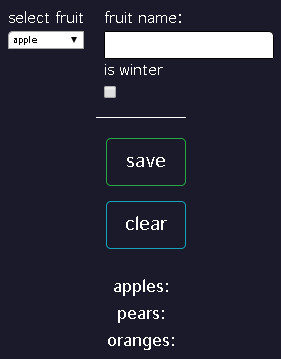 select fruit
apple
fruit name:
is winter
save
clear
apples:
pears:
oranges: